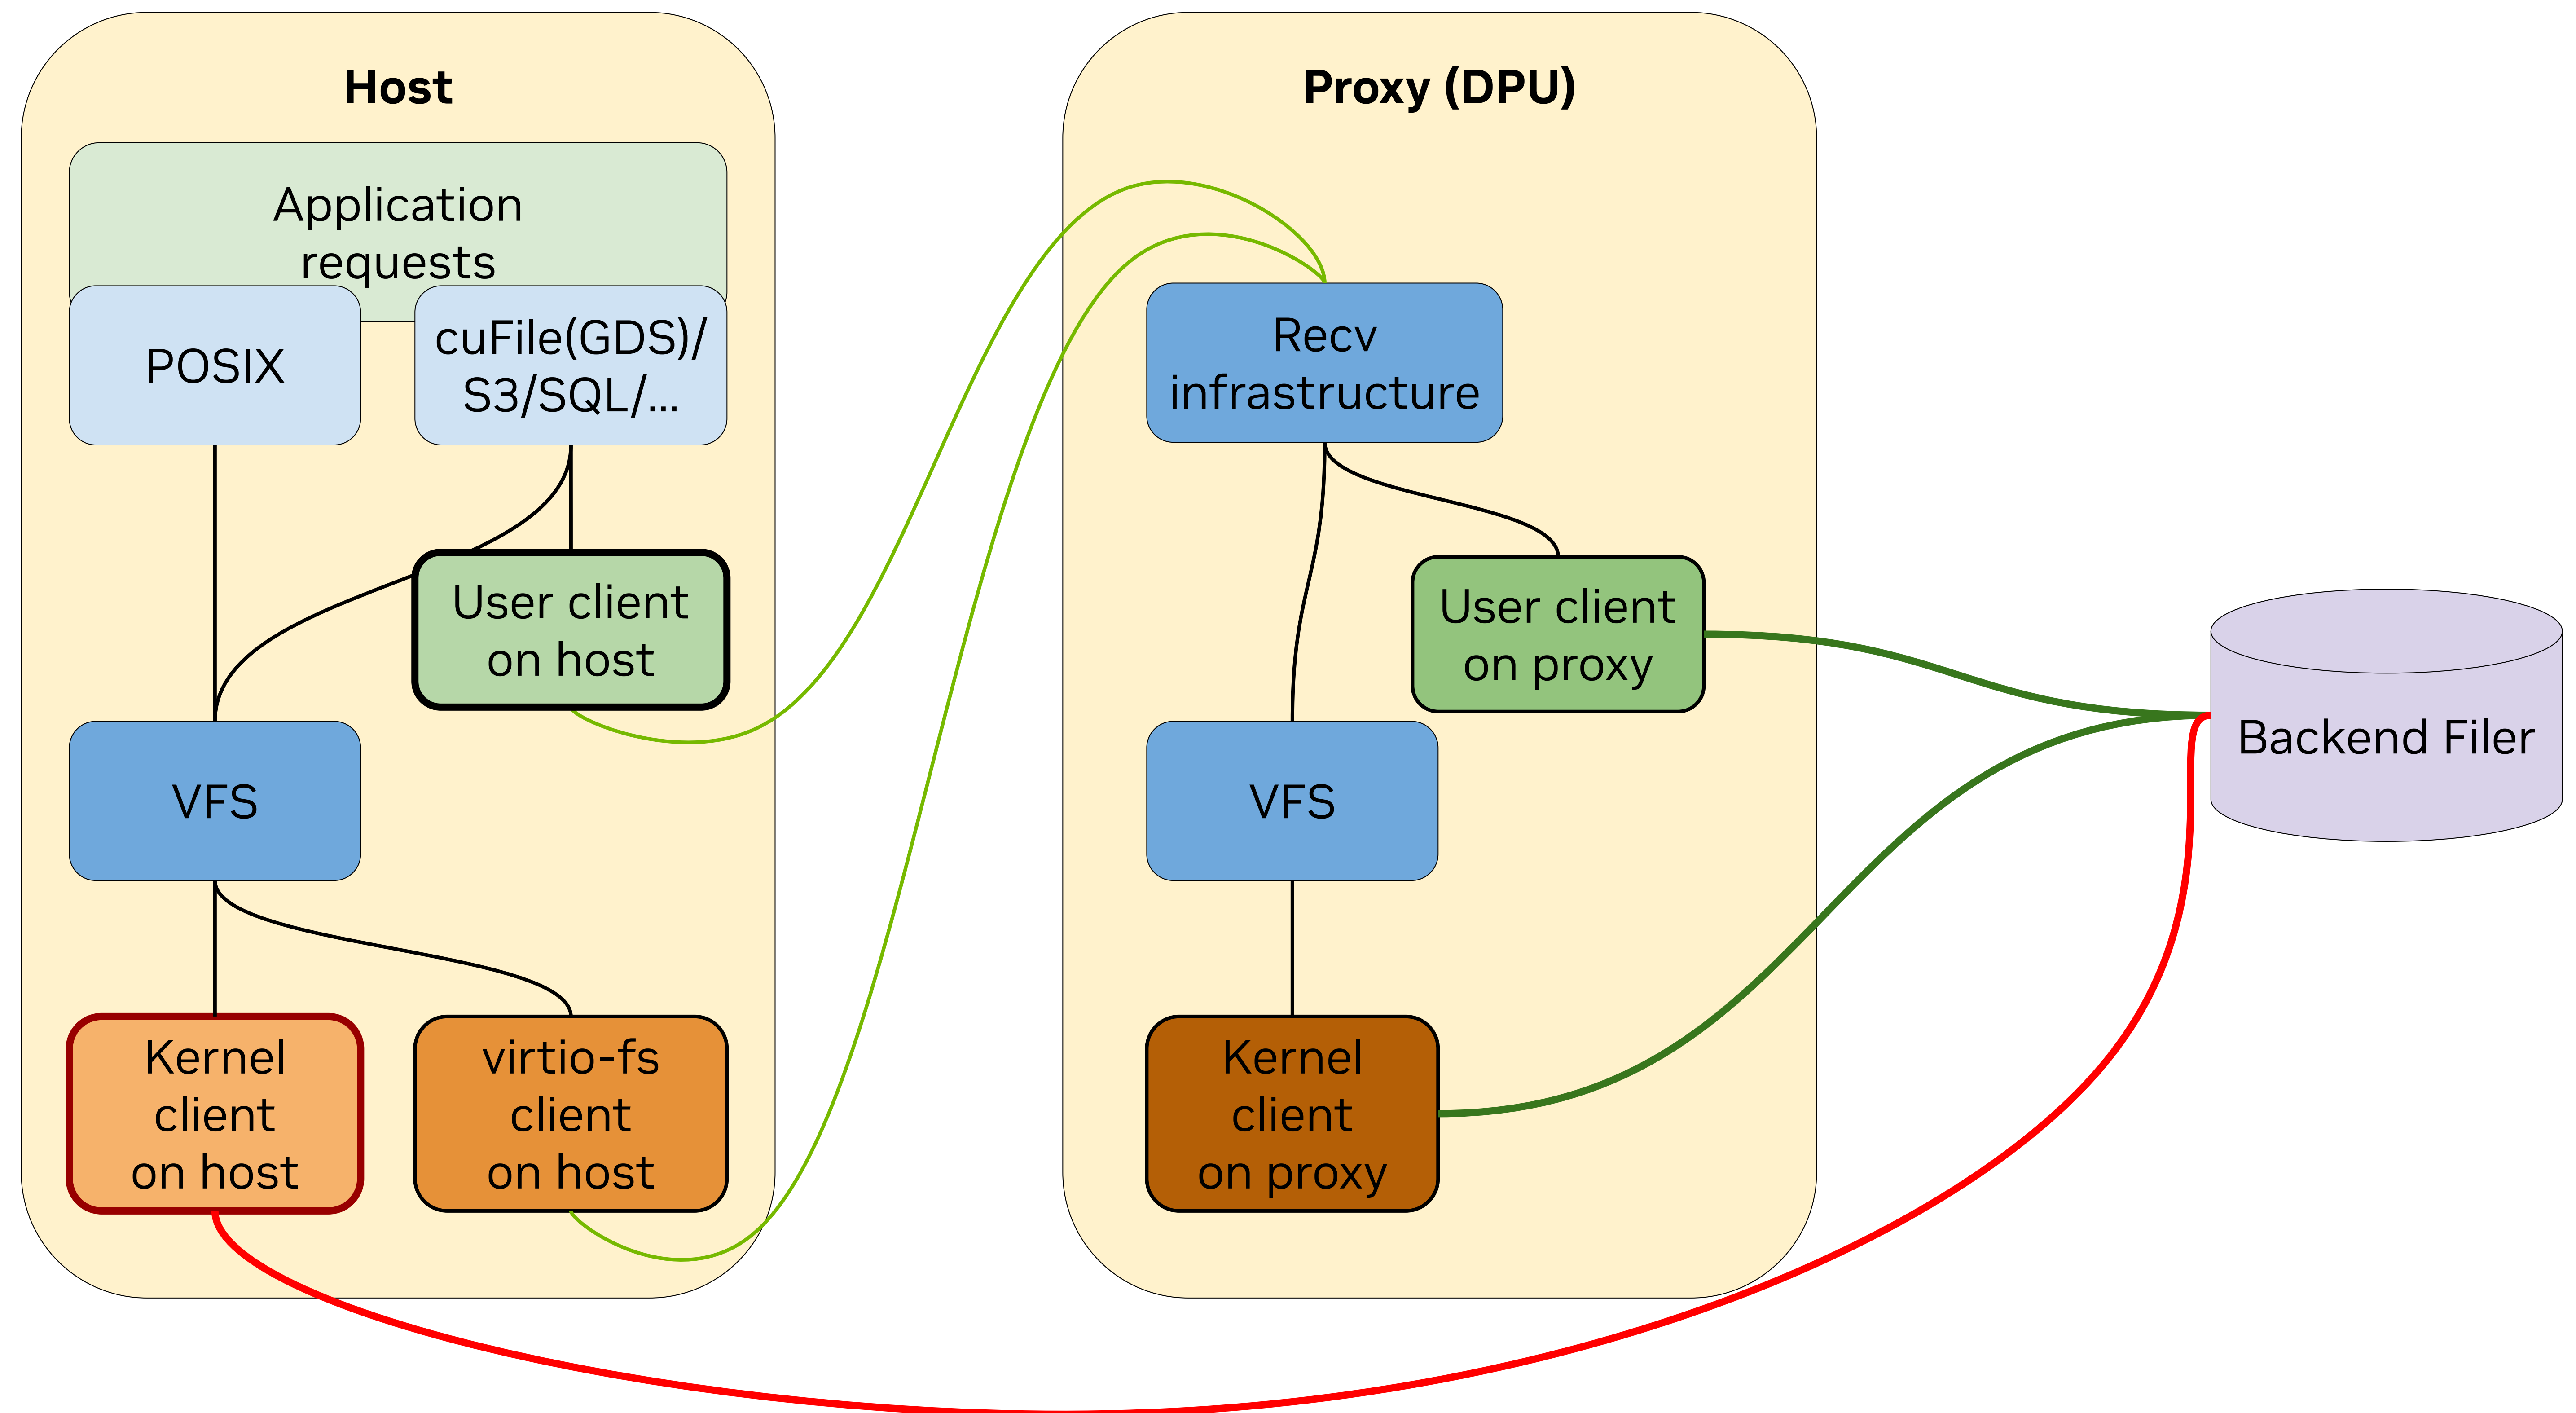 Host
Application
requests
POSIX
cuFile(GDS)/
S3/SQL/...
User client
on host
VFS
Kernel
client
on host
virtio-fs
client
on host
Proxy (DPU)
Recv
infrastructure
User client
on proxy
VFS
Kernel
client
on proxy
Backend Filer